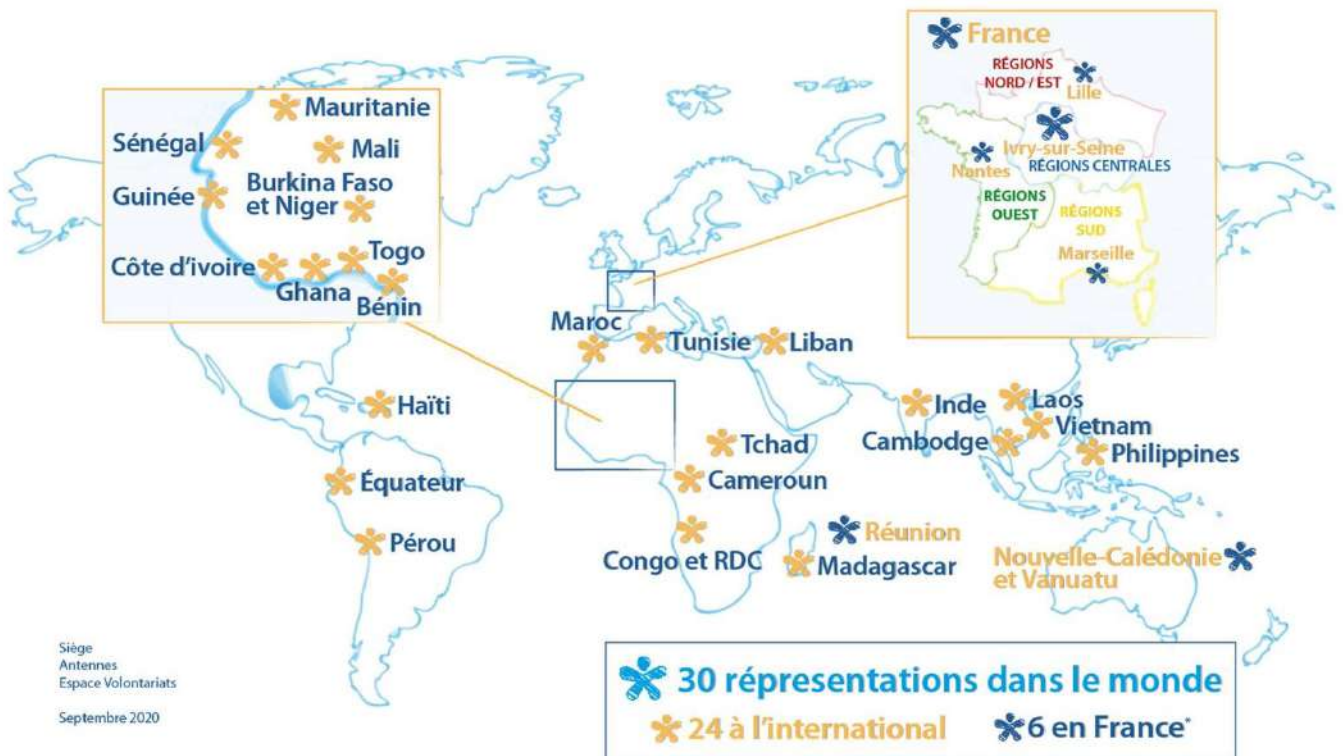 France
RÉGIONS
NORD / EST
Lille
Ivry-sur-Seine
RÉGIONS CENTRALES
Nantes
RÉGIONS
OUEST
RÉGIONS
SUD
Marseille
Mauritanie
Sénégal
Mali
Guinée
Burkina Faso
et Niger
Togo
Côte d'ivoire
Ghana
Bénin
Maroc
Tunisie
Liban
Haïti
Inde
Laos
Vietnam
Cambodge
Philippines
Tchad
Cameroun
Équateur
Pérou
Congo et RDC
Réunion
Madagascar
Nouvelle-Calédonie
et Vanuatu
Siège
Antennes
Espace Volontariats
Septembre 2020
30 réprésentations dans le monde
24 à l'international
6 en France*